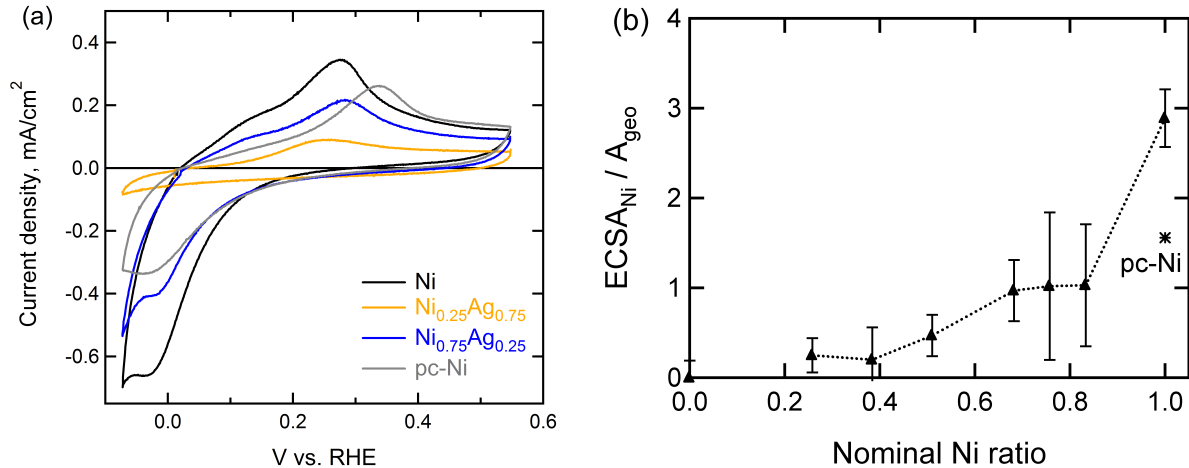 (a)
0.4
0.2
0.0
-0.2
-0.4
-0.6
Current density, mA/cm²
0.0
0.2
0.4
0.6
V vs. RHE
Ni
Ni₀.₂₅Ag₀.₇₅
Ni₀.₇₅Ag₀.₂₅
pc-Ni
(b)
4
3
2
1
0
ECSA_Ni / A_geo
0.0
0.2
0.4
0.6
0.8
1.0
Nominal Ni ratio
pc-Ni